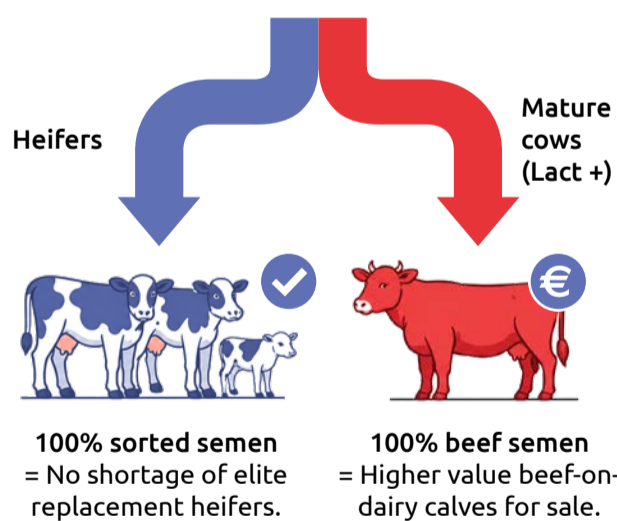 Heifers
Mature
cows
(Lact +)
€
100% sorted semen
= No shortage of elite
replacement heifers.
100% beef semen
= Higher value beef-on-
dairy calves for sale.